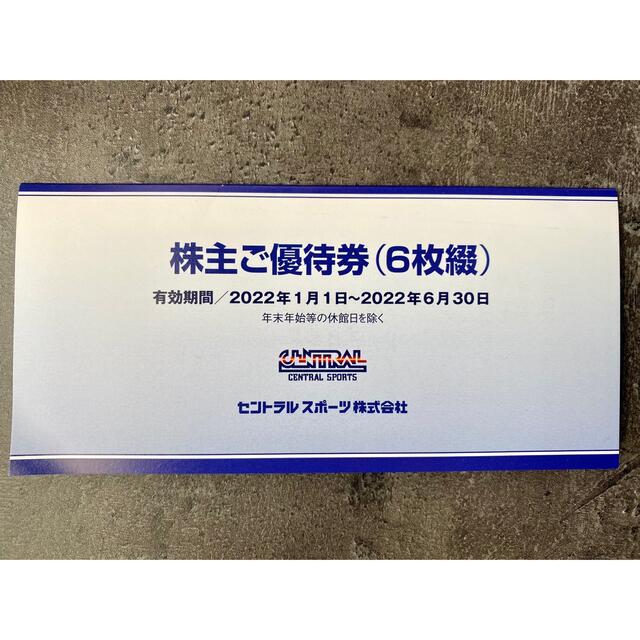 株主ご優待券(6枚綴)
有効期間/2022年1月1日~2022年6月30日
年末年始等の休館日を除く
CENTRAL
CENTRAL SPORTS
セントラルスポーツ株式会社